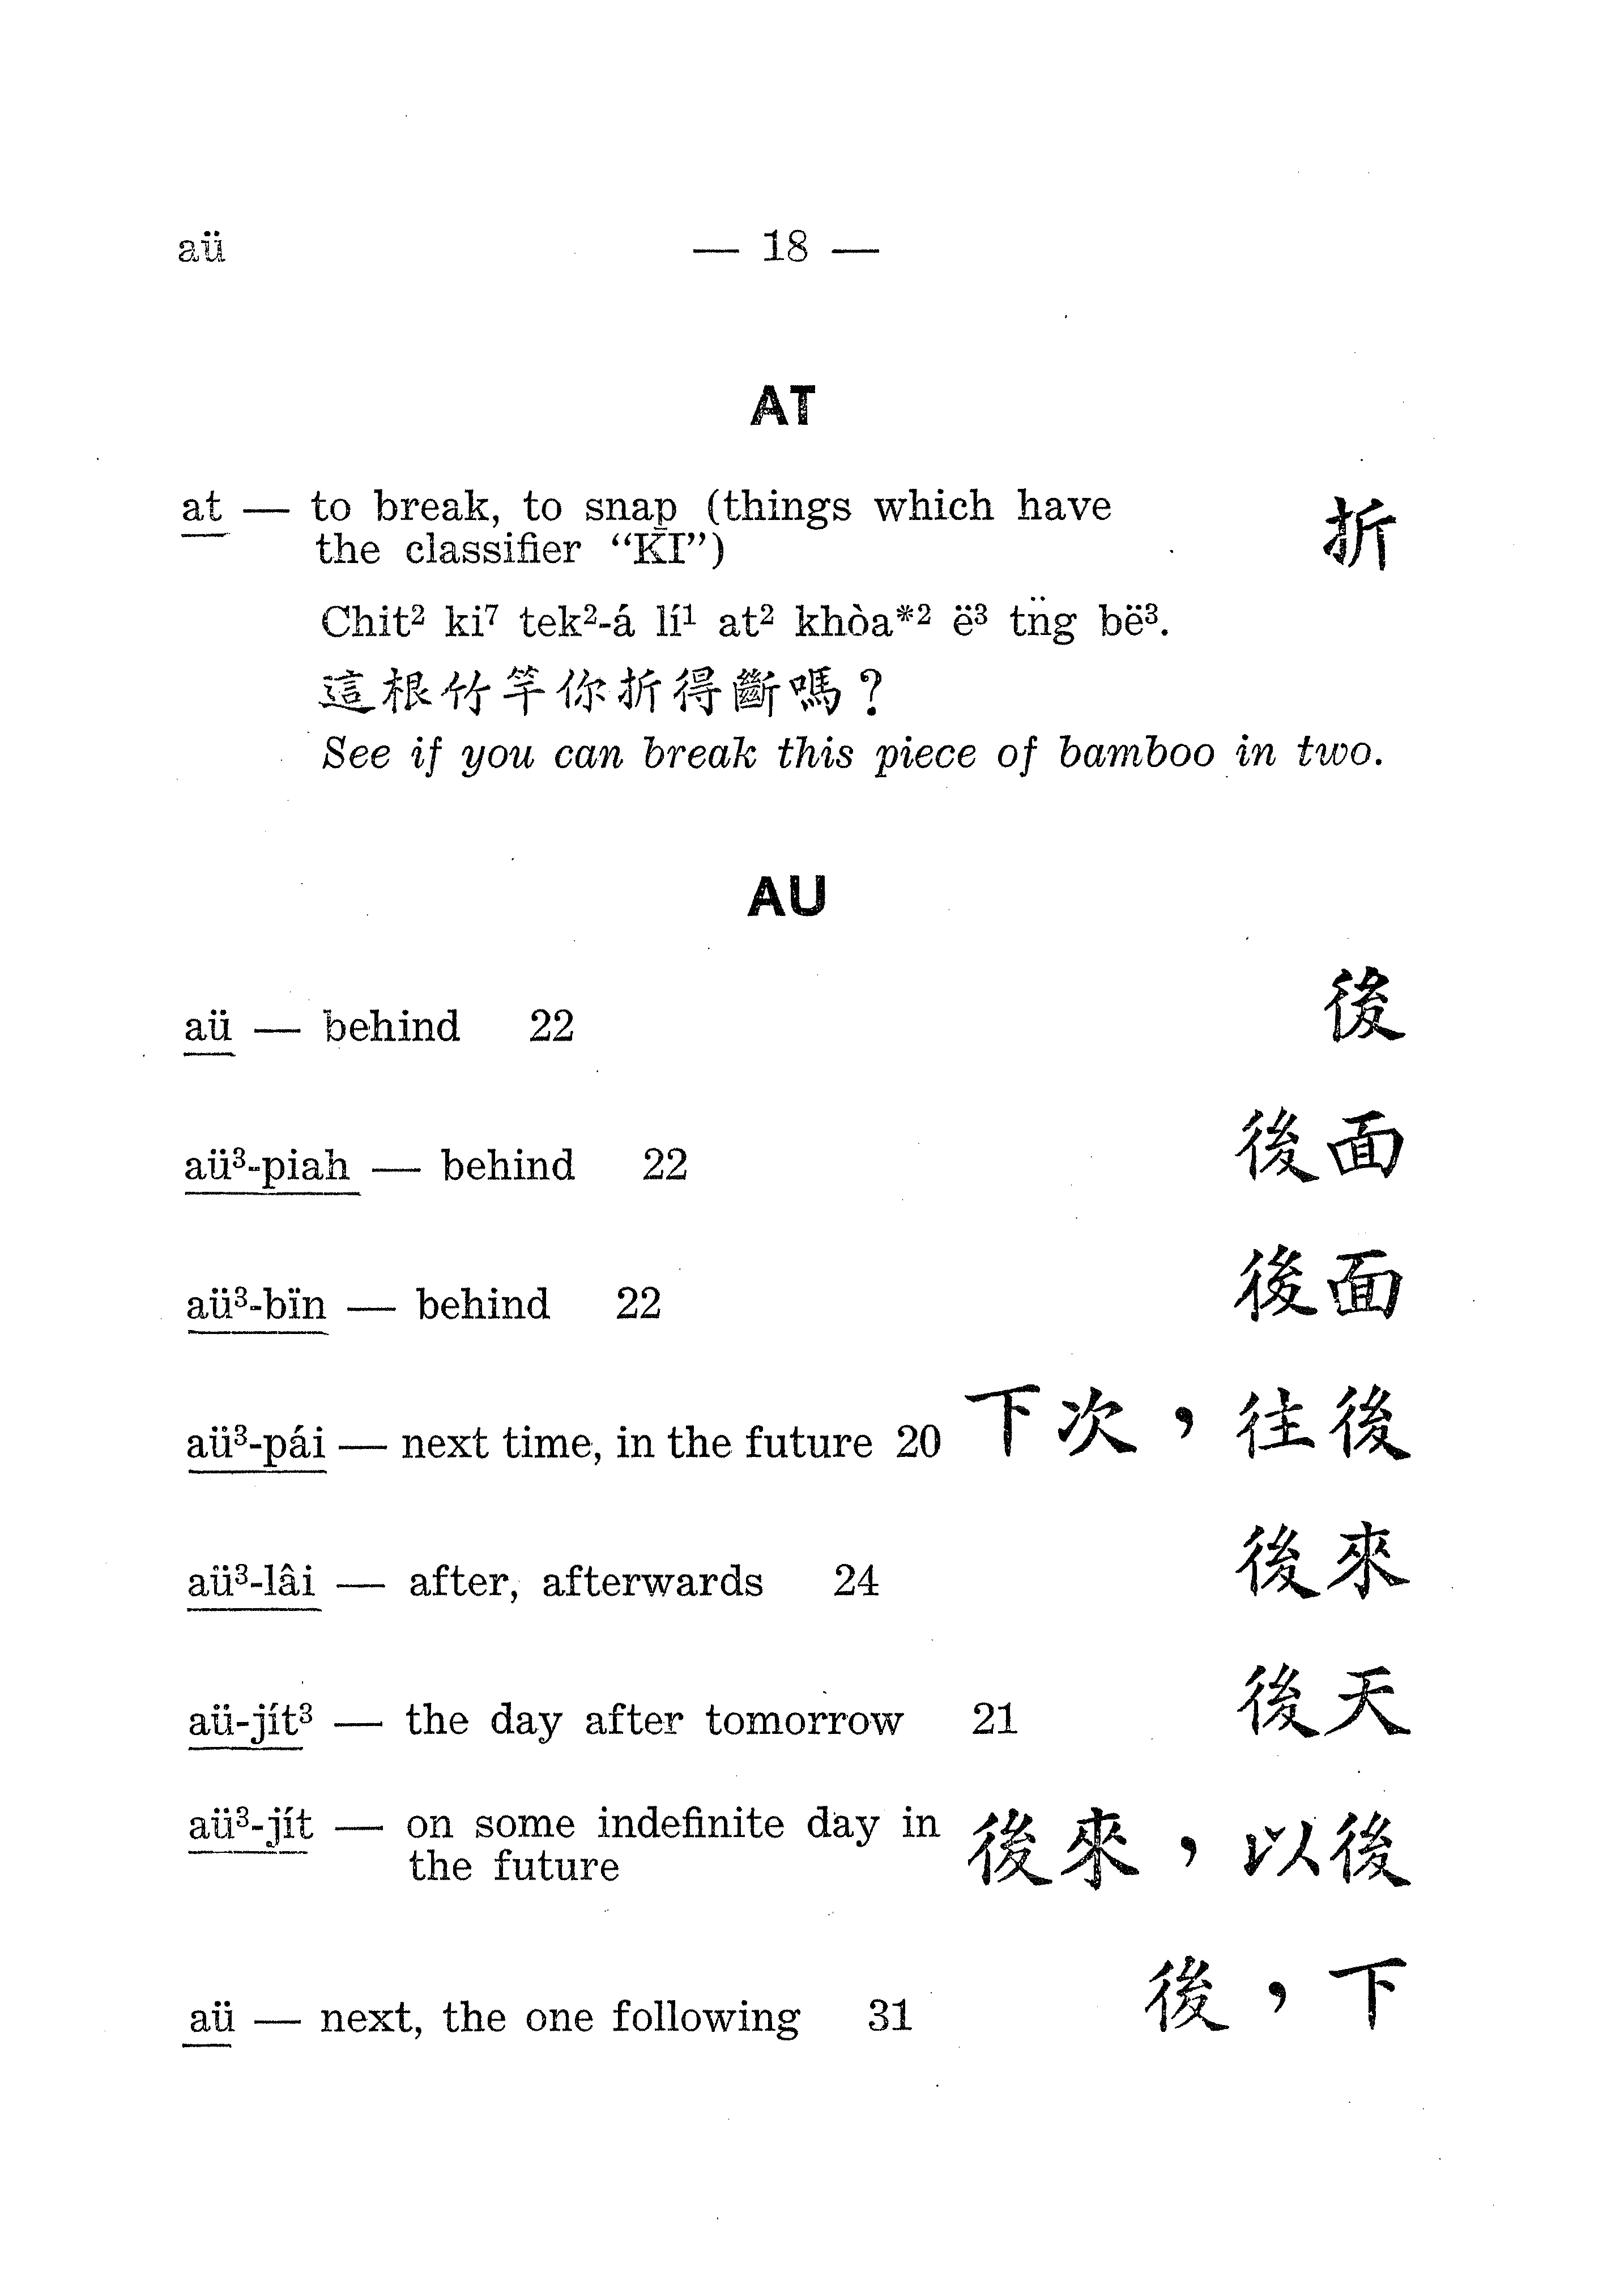 aü — 18 —
AT
at — to break, to snap (things which have 折
the classifier “KI”)
Chit² ki⁷ tek²-á lí¹ at² khòa*² ë³ tn̈g bë³.
這根竹竿你折得斷嗎?
See if you can break this piece of bamboo in two.
AU
aü — behind 22 後
aü³-piah — behind 22 後面
aü³-bïn — behind 22 後面
aü³-pái — next time, in the future 20 下次,往後
aü³-lâi — after, afterwards 24 後來
aü-jít³ — the day after tomorrow 21 後天
aü³-jít — on some indefinite day in 後來,以後
the future
aü — next, the one following 31 後,下